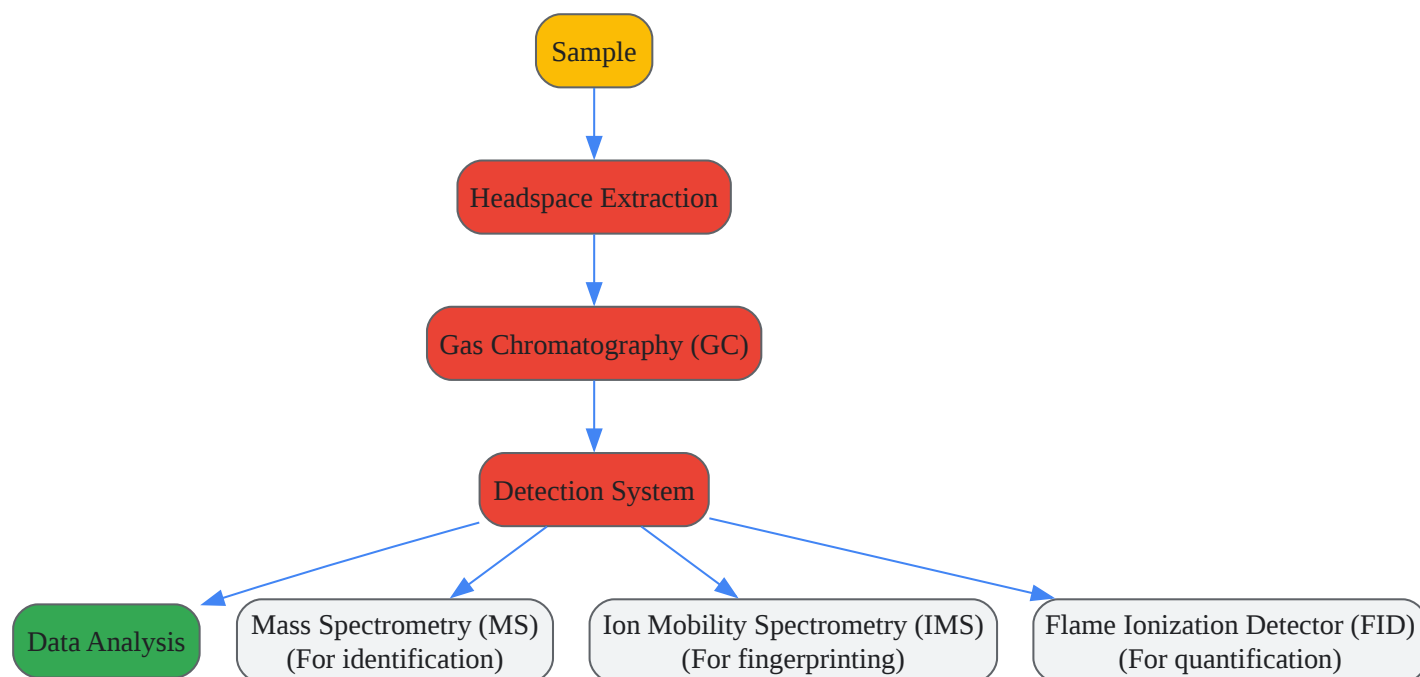 Sample
Headspace Extraction
Gas Chromatography (GC)
Detection System
Data Analysis
Mass Spectrometry (MS)
(For identification)
Ion Mobility Spectrometry (IMS)
(For fingerprinting)
Flame Ionization Detector (FID)
(For quantification)